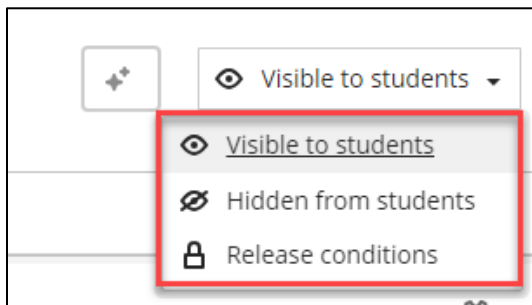 Visible to students
Visible to students
Hidden from students
Release conditions